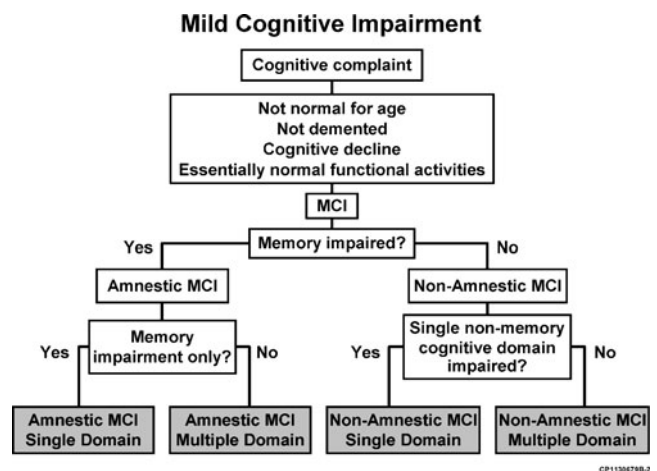 Mild Cognitive Impairment
Cognitive complaint
Not normal for age
Not demented
Cognitive decline
Essentially normal functional activities
MCI
Yes
Memory impaired?
No
Amnestic MCI
Non-Amnestic MCI
Yes
Memory
impairment only?
No
Yes
Single non-memory
cognitive domain
impaired?
No
Amnestic MCI
Single Domain
Amnestic MCI
Multiple Domain
Non-Amnestic MCI
Single Domain
Non-Amnestic MCI
Multiple Domain
CP1130679B-2